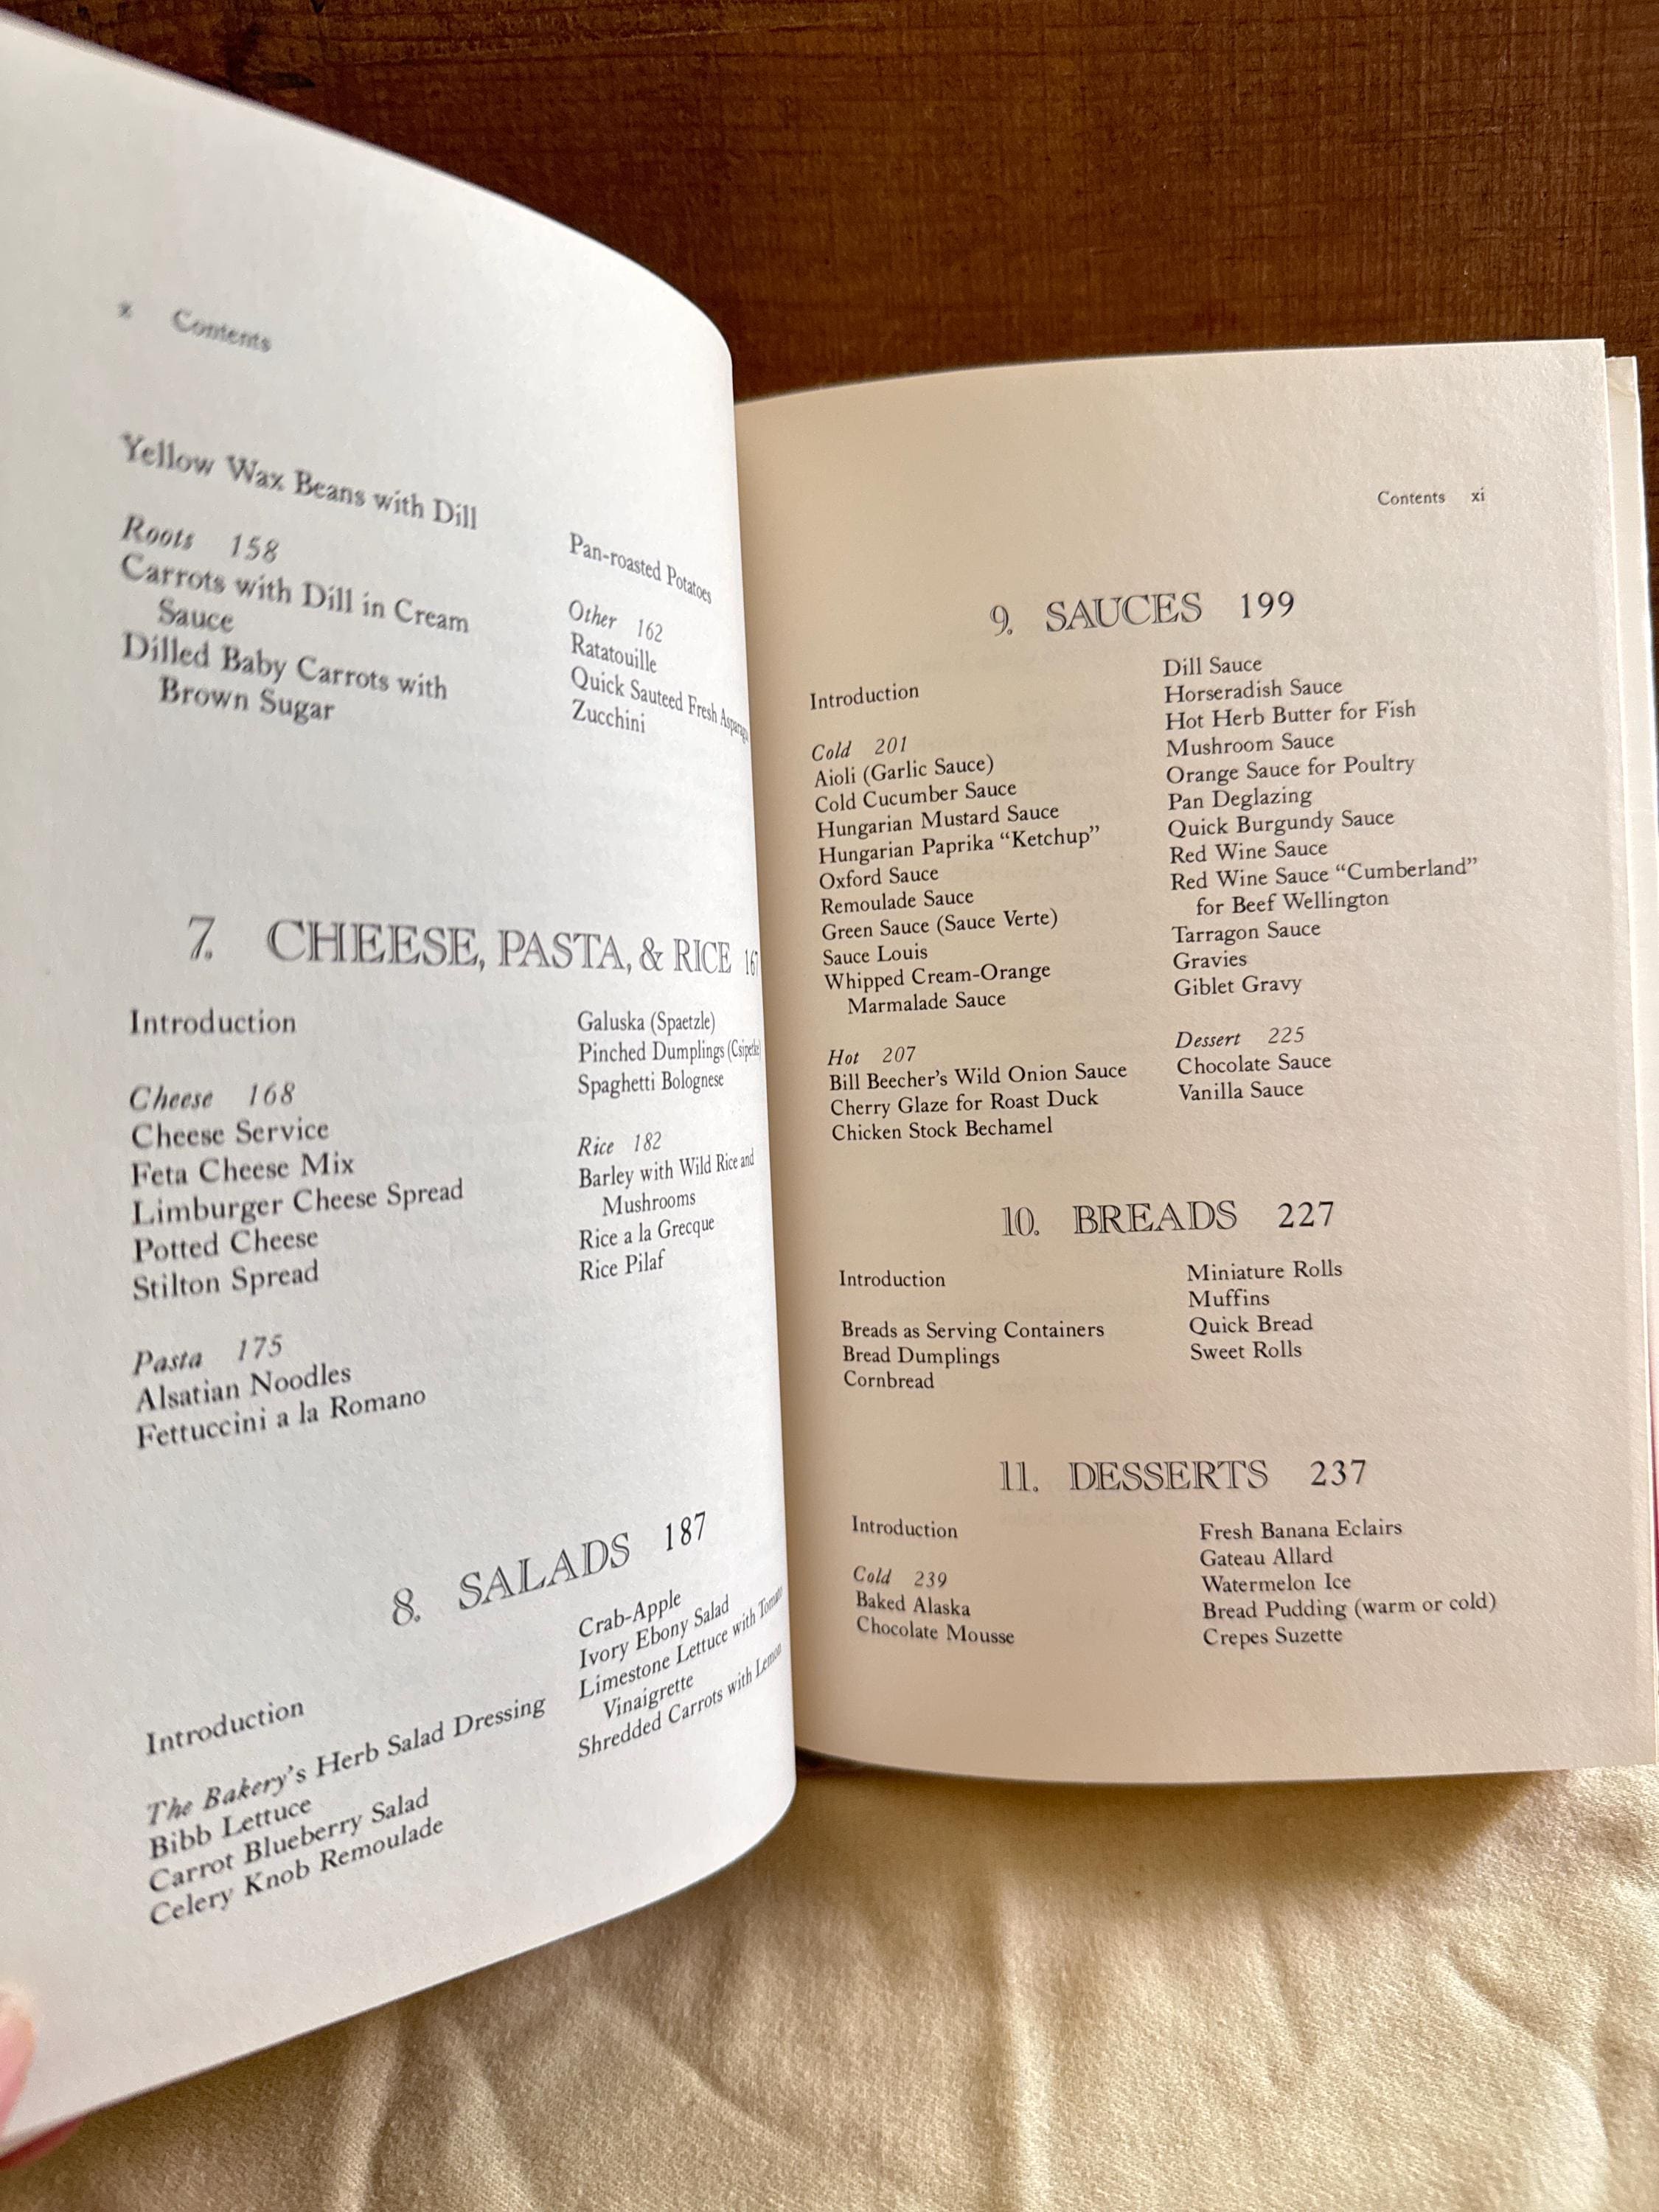 x Contents
Yellow Wax Beans with Dill
Roots 158
Carrots with Dill in Cream
Sauce
Dilled Baby Carrots with
Brown Sugar
Pan-roasted Potatoes
Other 162
Ratatouille
Quick Sauteed Fresh
Zucchini
7. CHEESE, PASTA, & RICE 167
Introduction
Cheese 168
Cheese Service
Feta Cheese Mix
Limburger Cheese Spread
Potted Cheese
Stilton Spread
Pasta 175
Alsatian Noodles
Fettuccini a la Romano
Galuska (Spaetzle)
Pinched Dumplings
Spaghetti Bolognese
Rice 182
Barley with Wild Rice and
Mushrooms
Rice a la Grecque
Rice Pilaf
8. SALADS 187
Introduction
The Bakery's Herb Salad Dressing
Bibb Lettuce
Carrot Blueberry Salad
Celery Knob Remoulade
Crab-Apple
Ivory Ebony Salad
Limestone Lettuce with
Vinaigrette
Shredded Carrots with Lemon
Contents xi
9. SAUCES 199
Introduction
Cold 201
Aioli (Garlic Sauce)
Cold Cucumber Sauce
Hungarian Mustard Sauce
Hungarian Paprika “Ketchup”
Oxford Sauce
Remoulade Sauce
Green Sauce (Sauce Verte)
Sauce Louis
Whipped Cream-Orange
Marmalade Sauce
Hot 207
Bill Beecher's Wild Onion Sauce
Cherry Glaze for Roast Duck
Chicken Stock Bechamel
Dill Sauce
Horseradish Sauce
Hot Herb Butter for Fish
Mushroom Sauce
Orange Sauce for Poultry
Pan Deglazing
Quick Burgundy Sauce
Red Wine Sauce
Red Wine Sauce “Cumberland”
for Beef Wellington
Tarragon Sauce
Gravies
Giblet Gravy
Dessert 225
Chocolate Sauce
Vanilla Sauce
10. BREADS 227
Introduction
Breads as Serving Containers
Bread Dumplings
Cornbread
Miniature Rolls
Muffins
Quick Bread
Sweet Rolls
11. DESSERTS 237
Introduction
Cold 239
Baked Alaska
Chocolate Mousse
Fresh Banana Eclairs
Gateau Allard
Watermelon Ice
Bread Pudding (warm or cold)
Crepes Suzette